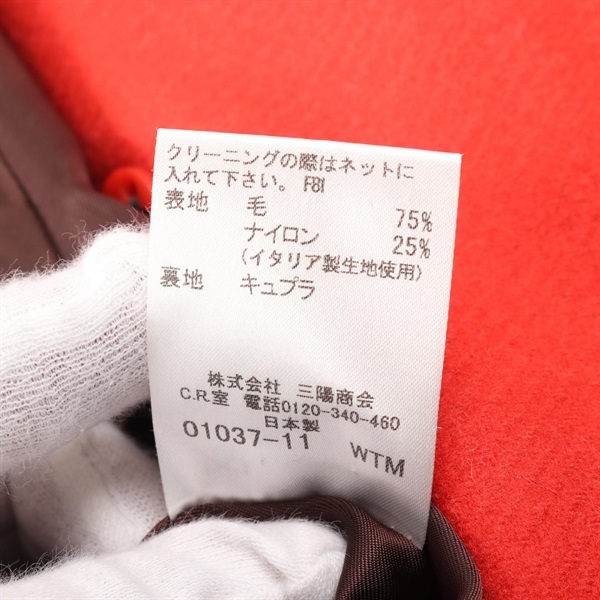 クリーニングの際はネットに
入れて下さい。 F81
表地 毛 75%
ナイロン 25%
(イタリア製生地使用)
裏地 キュプラ
株式会社 三陽商会
C.R.室 電話0120-340-460
日本製
01037-11 WTM